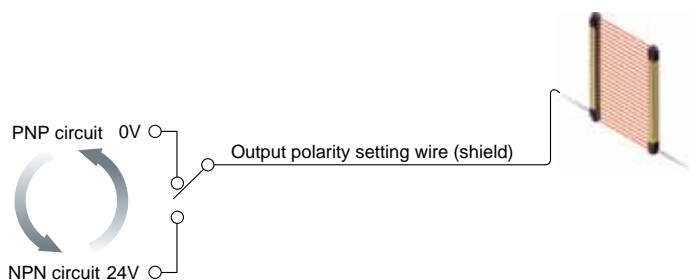 PNP circuit 0V
Output polarity setting wire (shield)
NPN circuit 24V